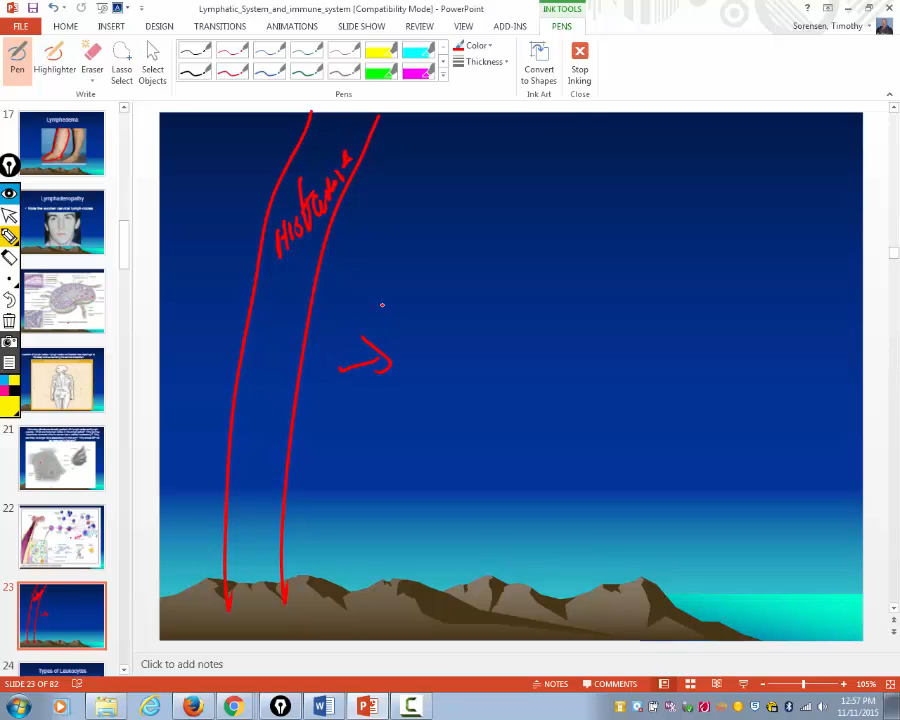 Lymphatic_System_and_immune_system [Compatibility Mode] - PowerPoint
INK TOOLS
FILE HOME INSERT DESIGN TRANSITIONS ANIMATIONS SLIDE SHOW REVIEW VIEW ADD-INS PENS
Sorensen, Timothy
Pen Highlighter Eraser Lasso Select Select Objects
Color
Thickness
Convert to Shapes
Stop Inking
Write Pens Ink Art Close
17
Lymphedema
Lymphadenopathy
21
22
23
24
Types of Leukocytes
Click to add notes
SLIDE 23 OF 82
NOTES COMMENTS
105%
12:57 PM
11/11/2015